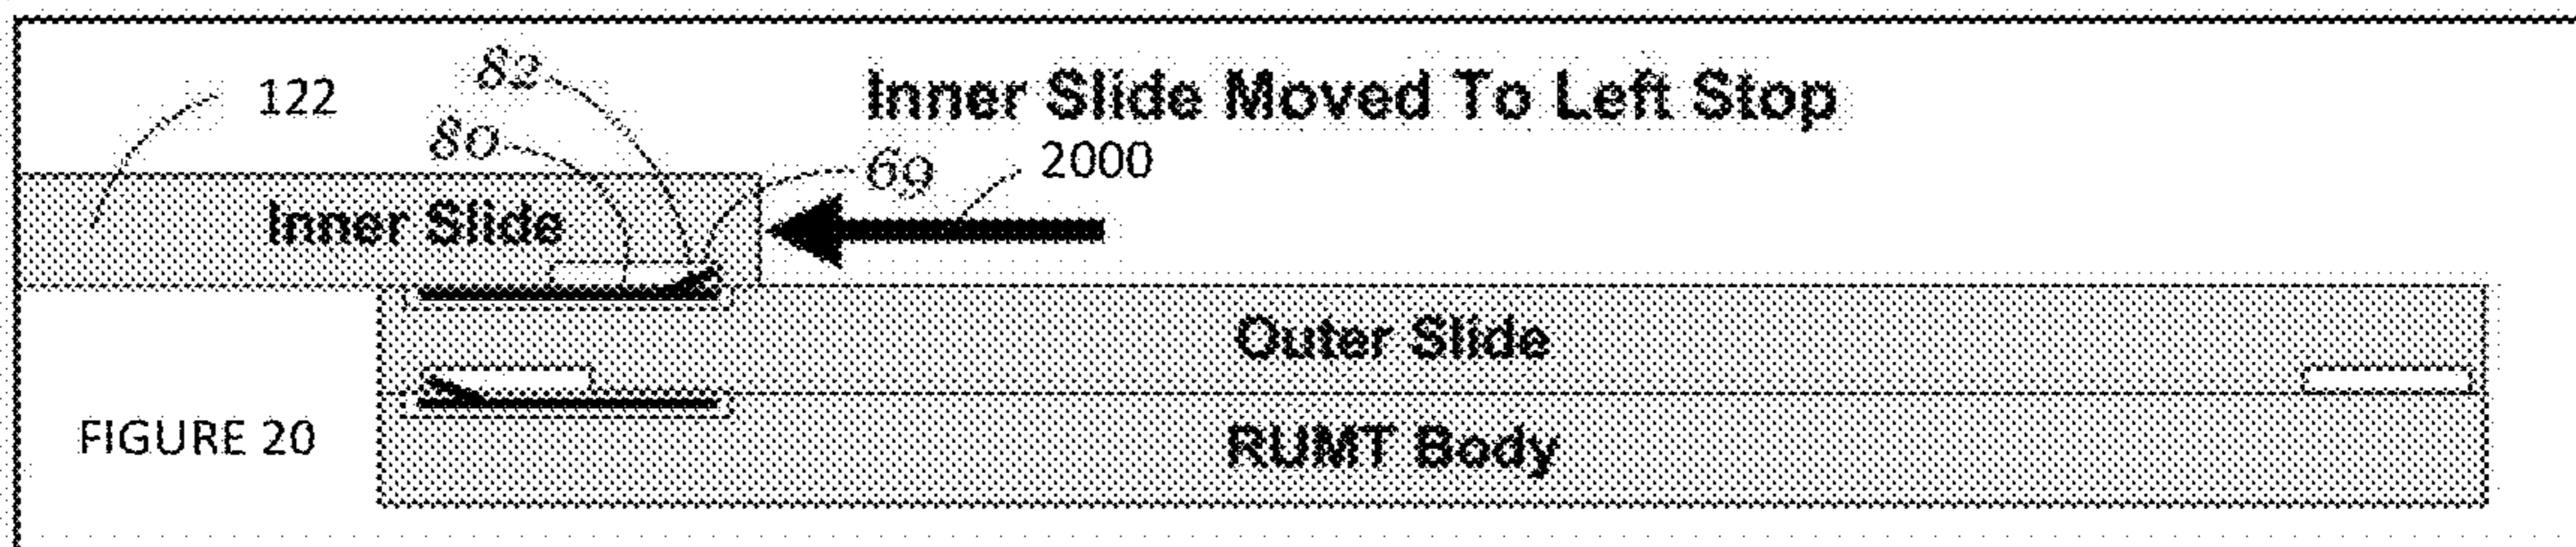 82
122
Inner Slide Moved To Left Stop
80
69
2000
Inner Slide
Outer Slide
FIGURE 20
RUMT Body